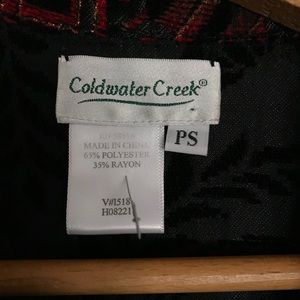 Coldwater Creek®
PS
MADE IN CHINA
65% POLYESTER
35% RAYON
V#1518
H08221